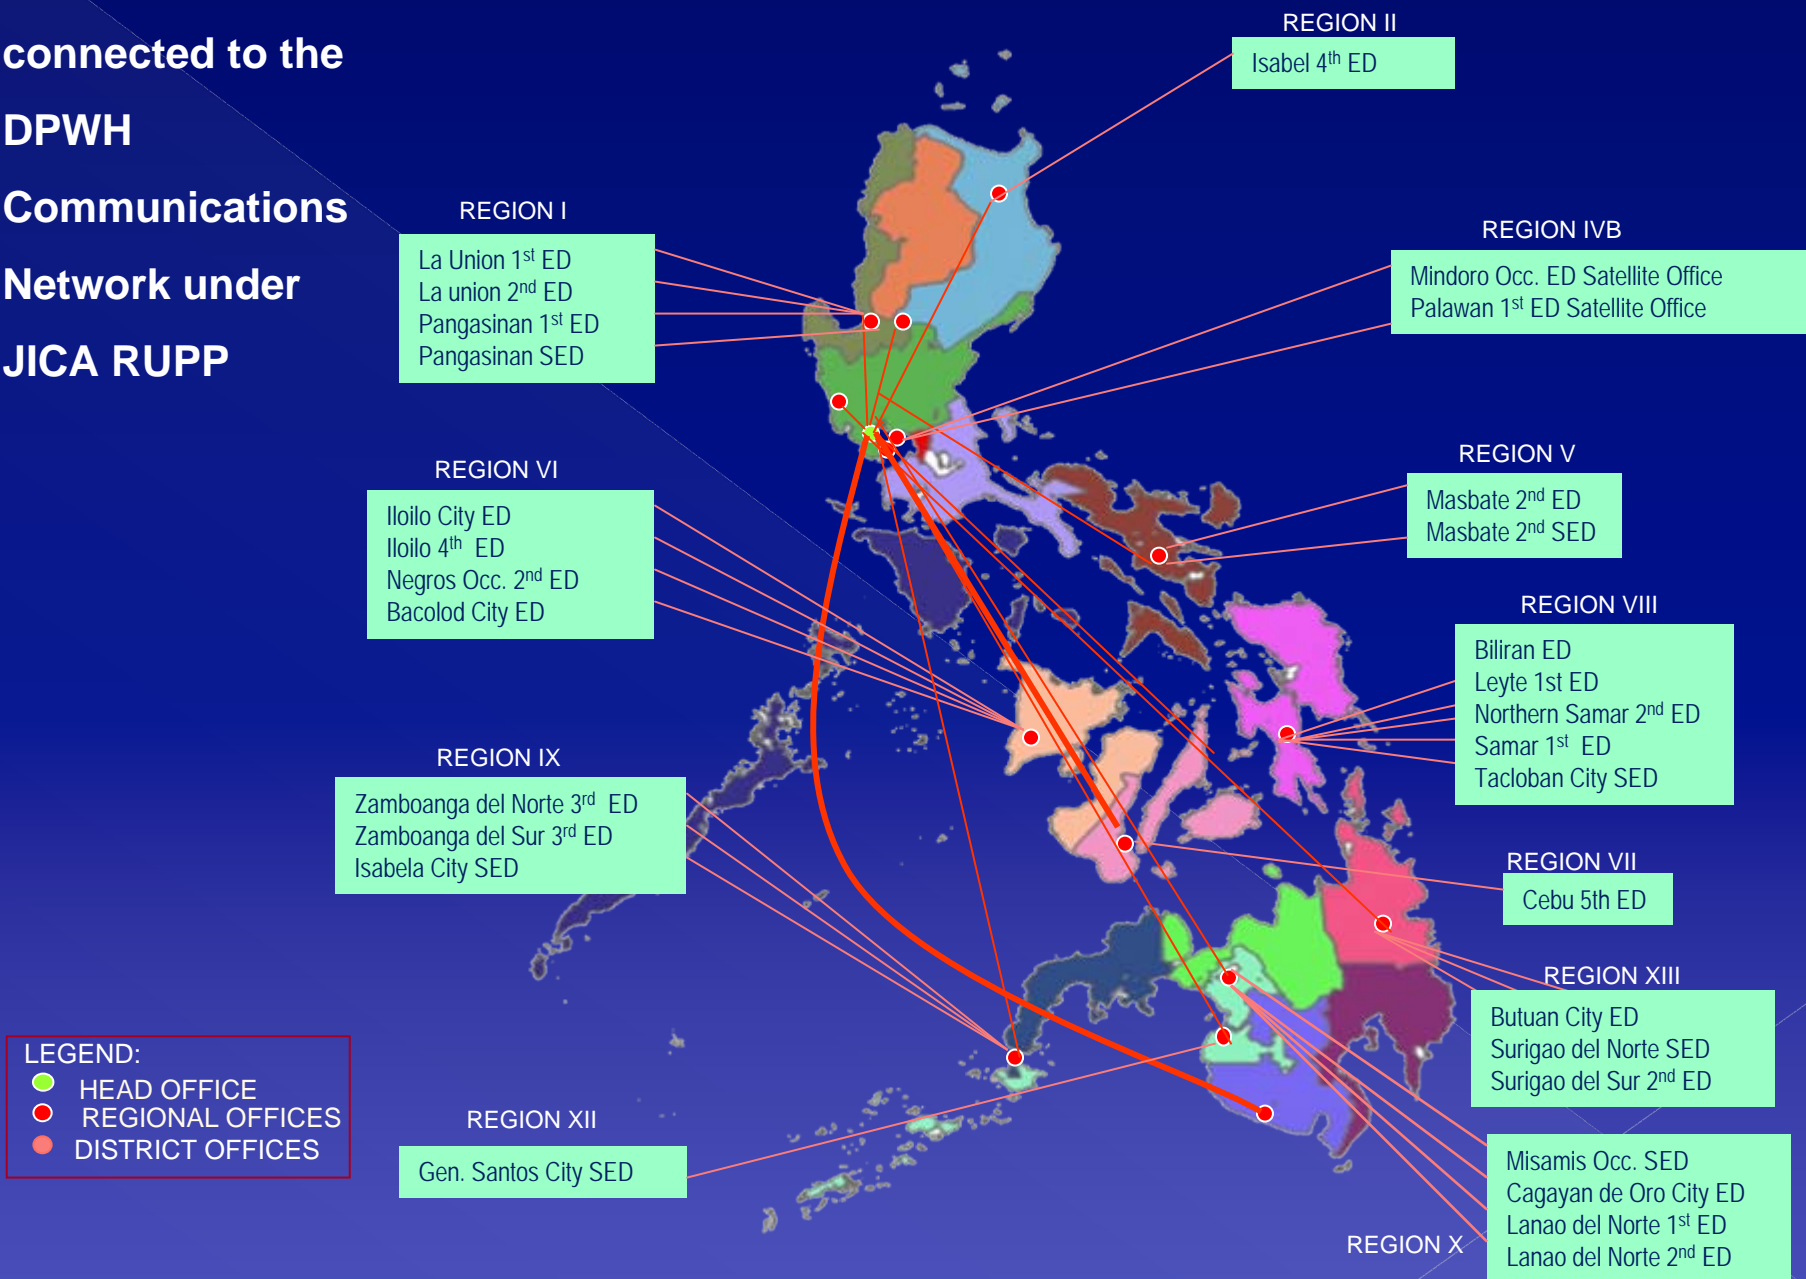 connected to the
DPWH
Communications
Network under
JICA RUPP
REGION II
Isabel 4th ED
REGION I
La Union 1st ED
La union 2nd ED
Pangasinan 1st ED
Pangasinan SED
REGION IVB
Mindoro Occ. ED Satellite Office
Palawan 1st ED Satellite Office
REGION VI
Iloilo City ED
Iloilo 4th ED
Negros Occ. 2nd ED
Bacolod City ED
REGION V
Masbate 2nd ED
Masbate 2nd SED
REGION VIII
Biliran ED
Leyte 1st ED
Northern Samar 2nd ED
Samar 1st ED
Tacloban City SED
REGION IX
Zamboanga del Norte 3rd ED
Zamboanga del Sur 3rd ED
Isabela City SED
REGION VII
Cebu 5th ED
REGION XIII
Butuan City ED
Surigao del Norte SED
Surigao del Sur 2nd ED
LEGEND:
HEAD OFFICE
REGIONAL OFFICES
DISTRICT OFFICES
REGION XII
Gen. Santos City SED
REGION X
Misamis Occ. SED
Cagayan de Oro City ED
Lanao del Norte 1st ED
Lanao del Norte 2nd ED